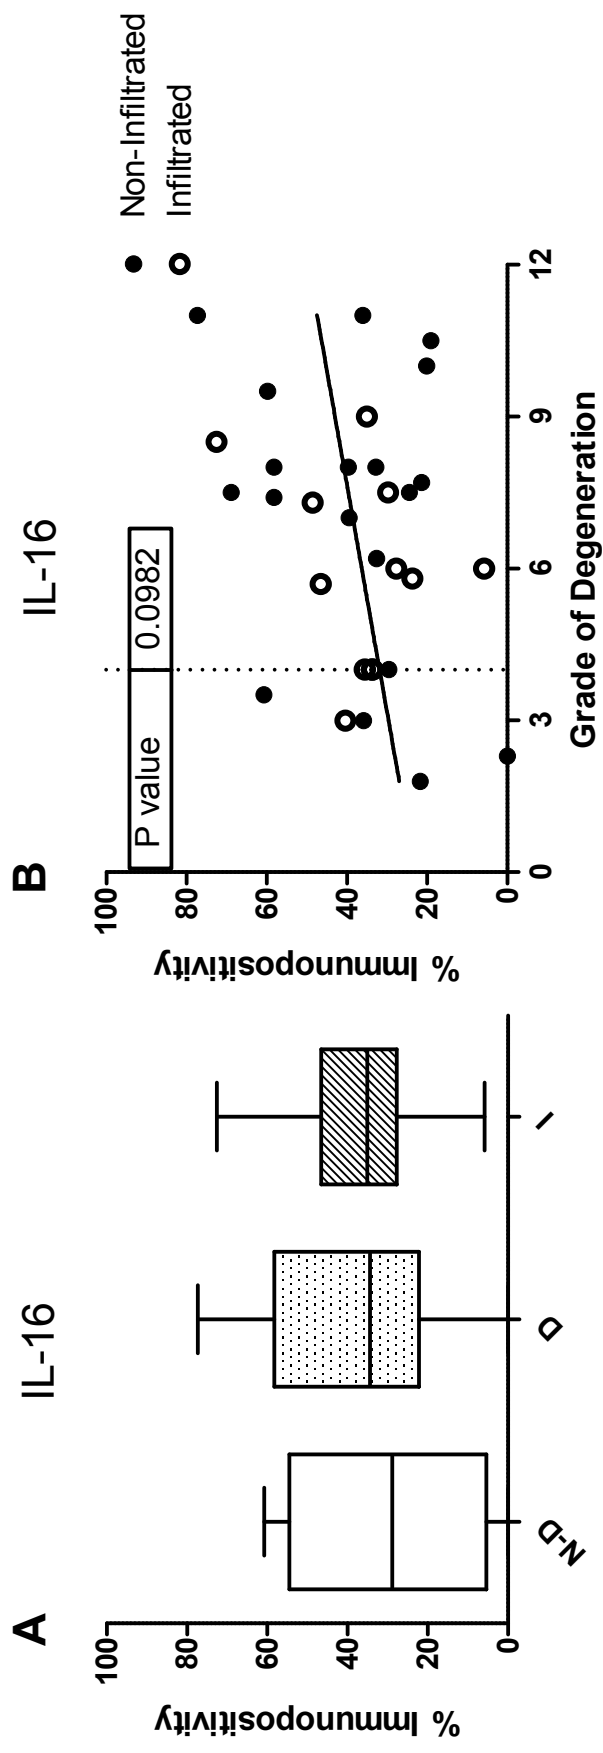 A
IL-16
% Immunopositivity
100
80
60
40
20
0
N-D
D
I
B
IL-16
% Immunopositivity
100
80
60
40
20
0
P value 0.0982
0 3 6 9 12
Grade of Degeneration
Non-Infiltrated
Infiltrated